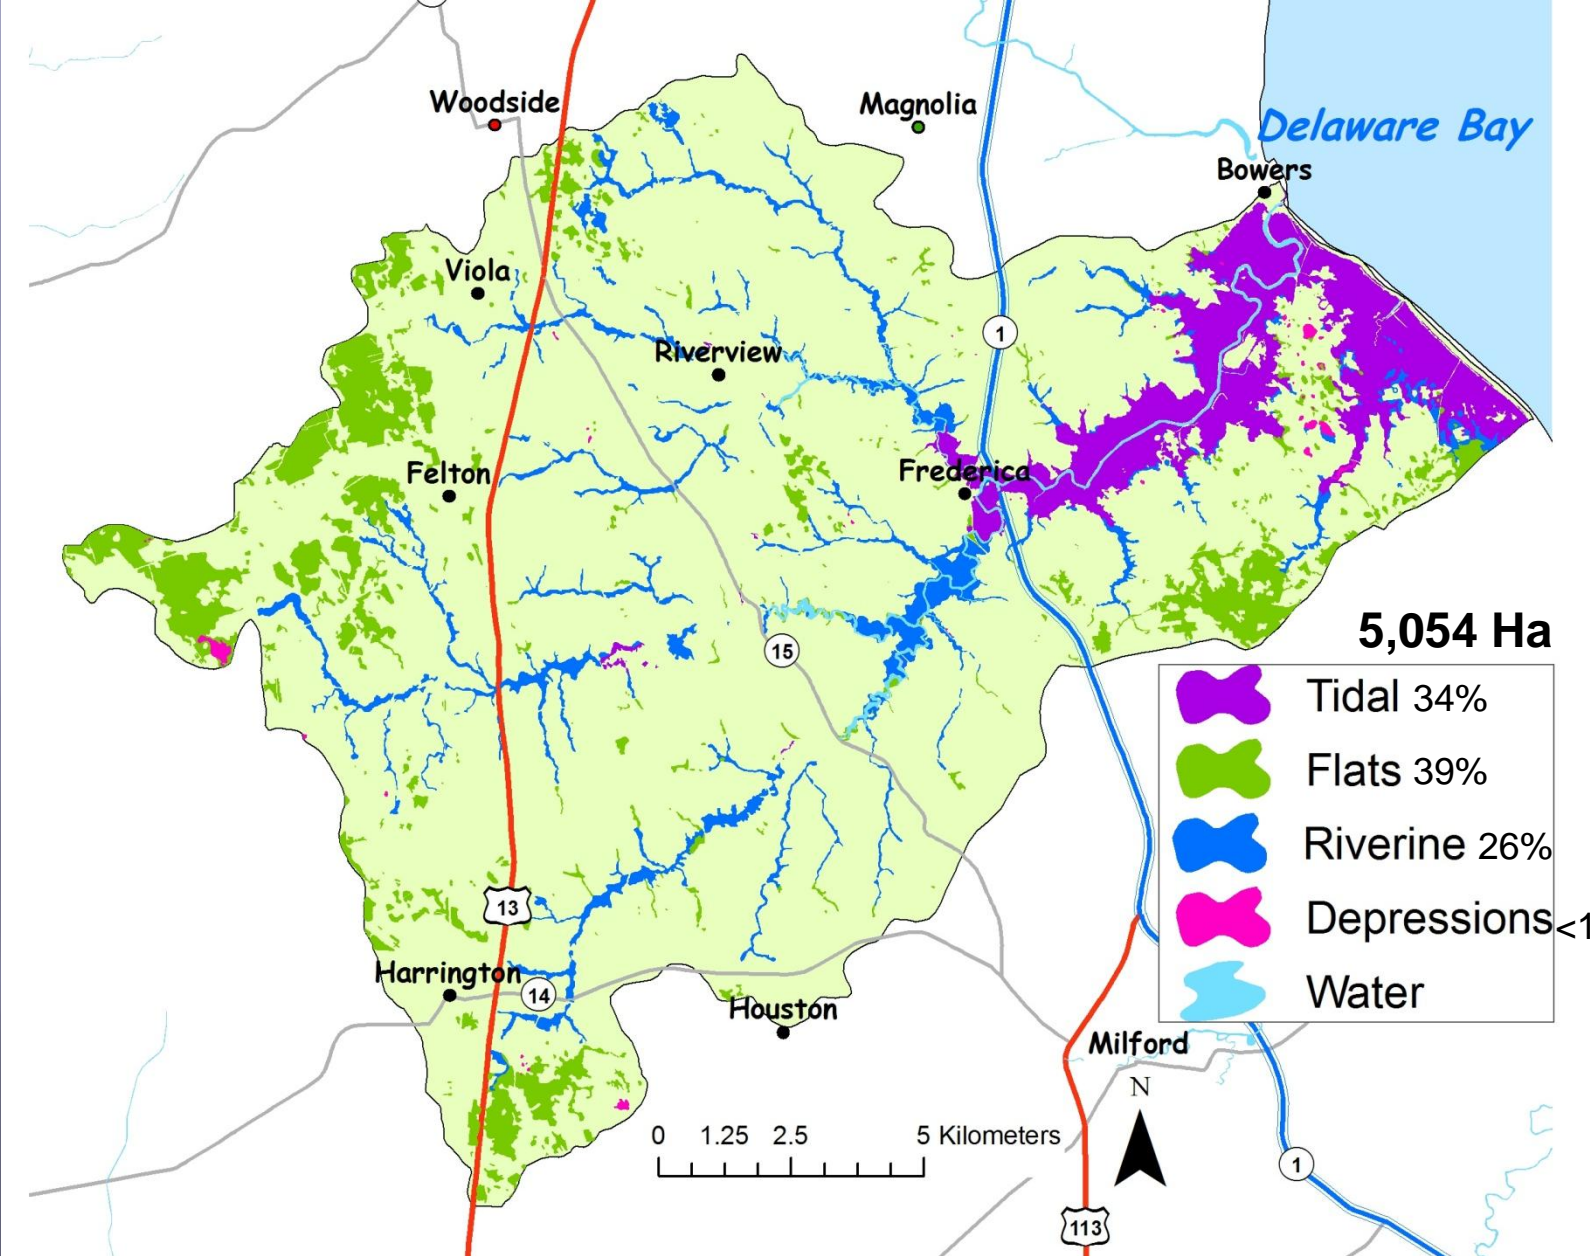 Woodside
Magnolia
Delaware Bay
Bowers
Viola
1
Riverview
Felton
Frederica
5,054 Ha
15
Tidal 34%
Flats 39%
Riverine 26%
Depressions <1
Water
13
Harrington
14
Houston
Milford
N
0 1.25 2.5 5 Kilometers
1
113